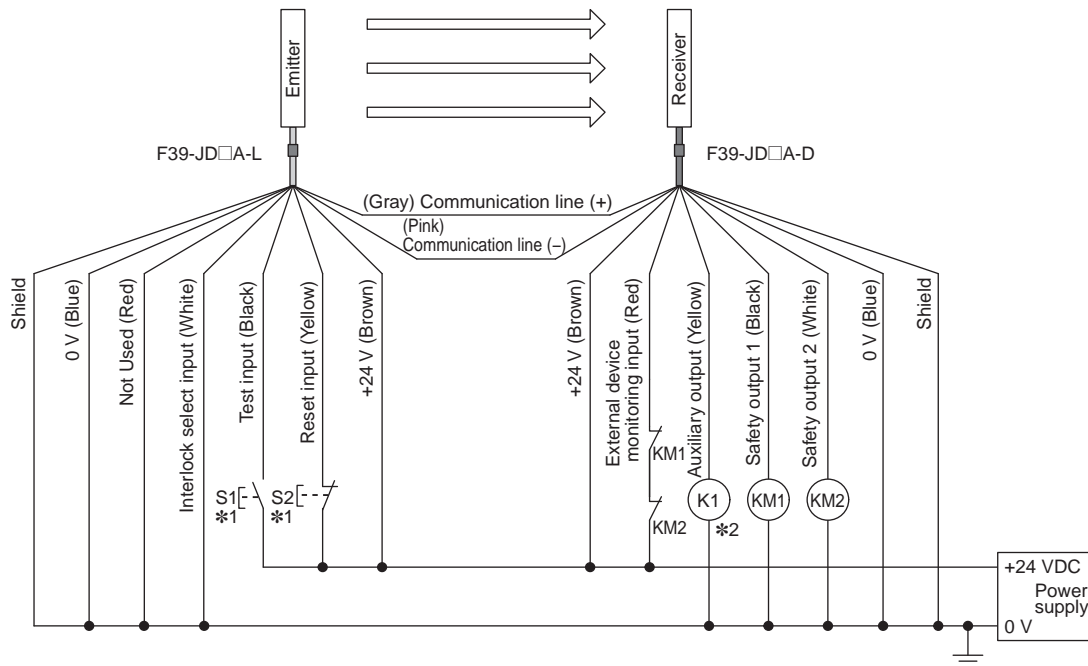 Emitter
Receiver
F39-JD□A-L
F39-JD□A-D
(Gray) Communication line (+)
(Pink)
Communication line (−)
Shield
0 V (Blue)
Not Used (Red)
Interlock select input (White)
Test input (Black)
Reset input (Yellow)
+24 V (Brown)
+24 V (Brown)
External device
monitoring input (Red)
Auxiliary output (Yellow)
Safety output 1 (Black)
Safety output 2 (White)
0 V (Blue)
Shield
KM1
S1
*1
S2
*1
KM2
K1
*2
KM1
KM2
+24 VDC
Power
supply
0 V